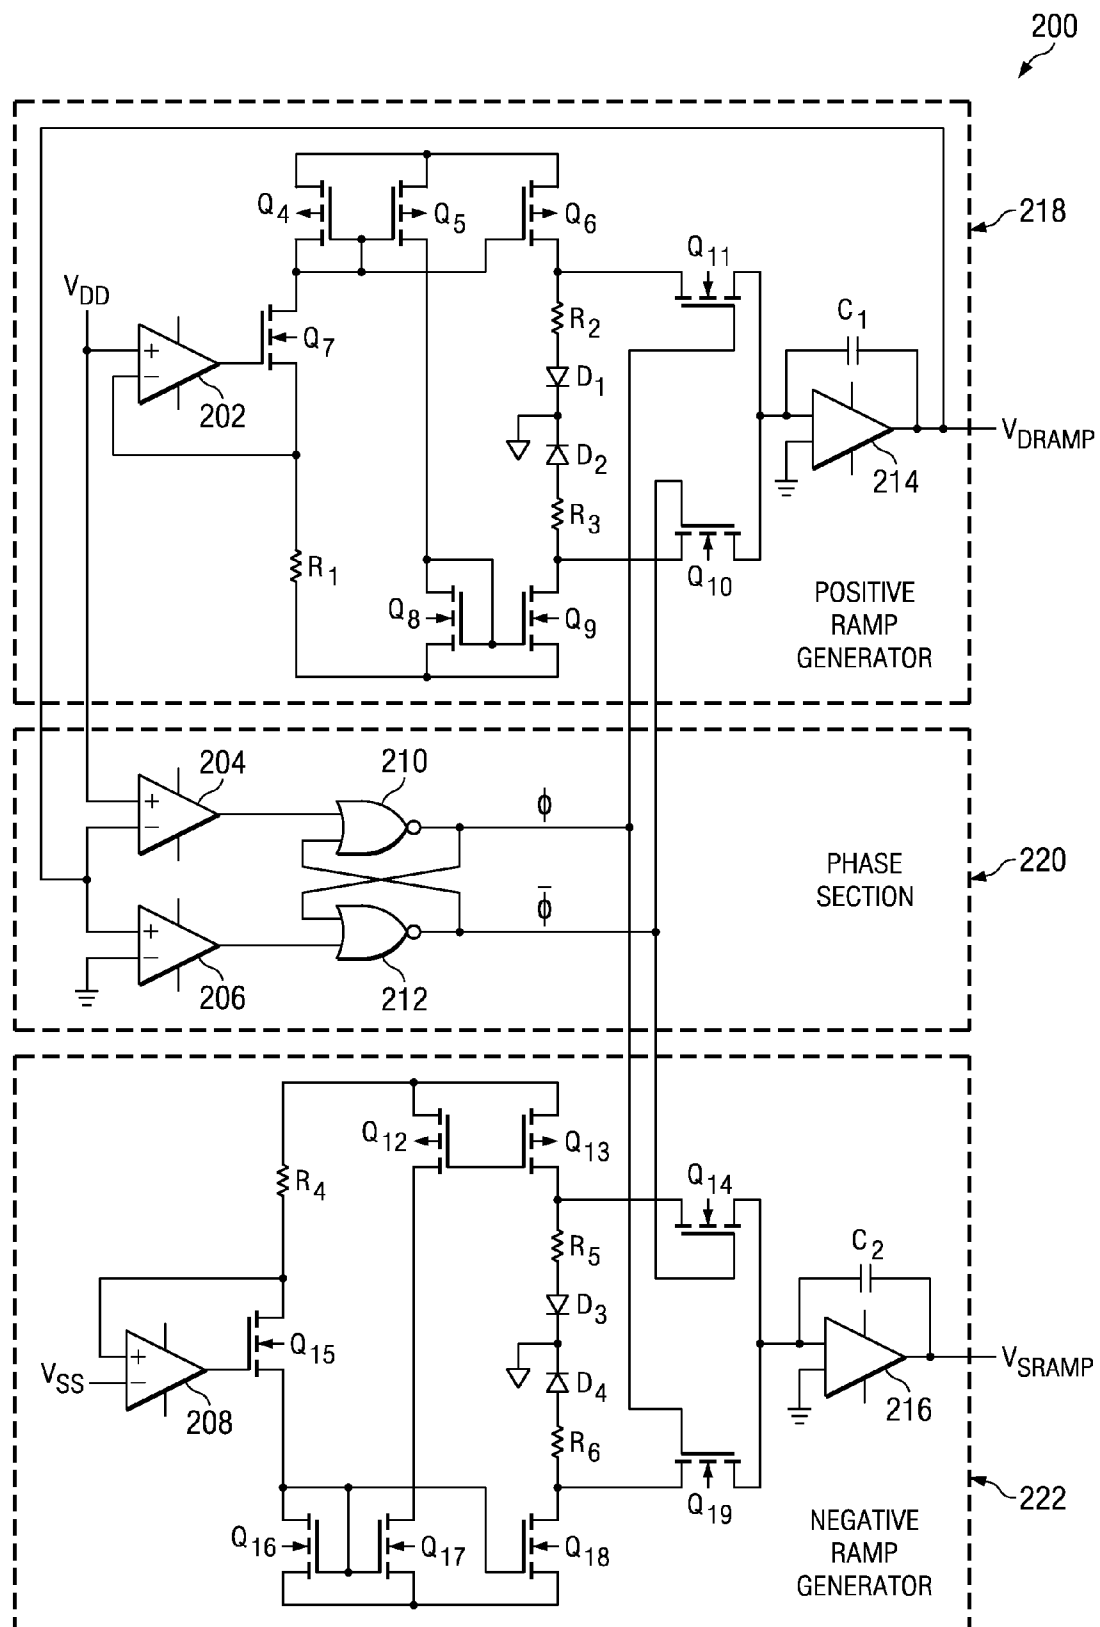 200
218
Q4
Q5
Q6
Q11
VDD
+
−
202
Q7
R2
D1
C1
D2
214
VDRAMP
R3
R1
Q8
Q9
Q10
POSITIVE
RAMP
GENERATOR
204
210
+
−
ϕ
220
PHASE
SECTION
ϕ̄
+
−
206
212
Q12
Q13
R4
Q14
R5
C2
D3
Q15
+
−
VSS
208
D4
VSRAMP
216
R6
Q19
222
Q16
Q17
Q18
NEGATIVE
RAMP
GENERATOR